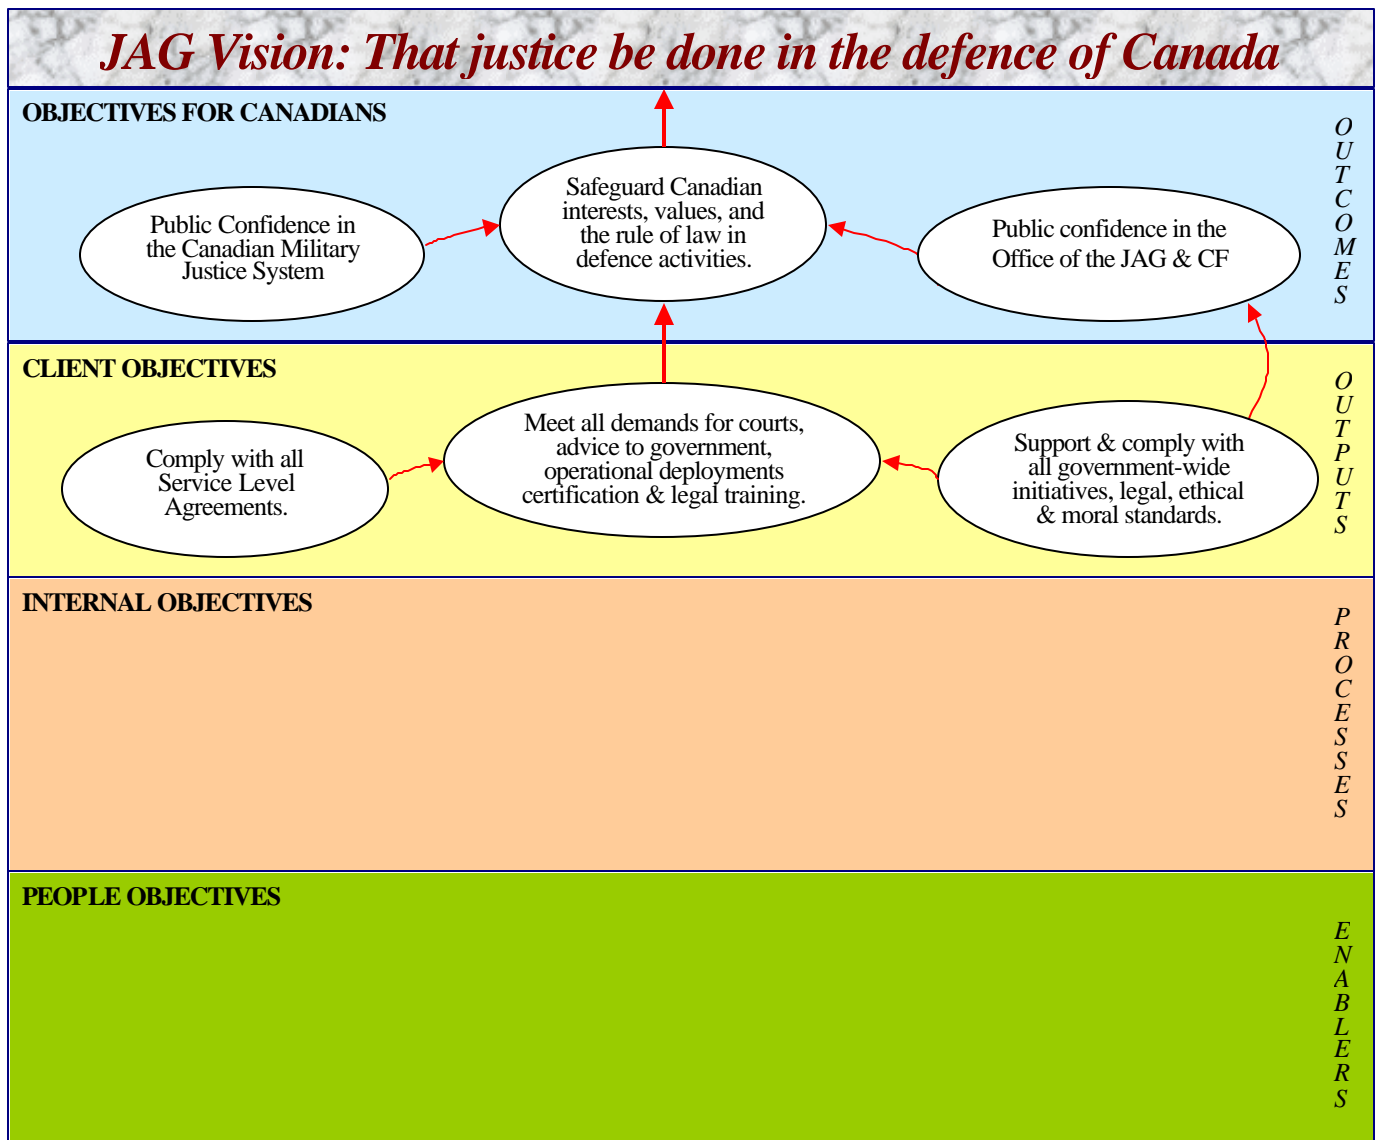 JAG Vision: That justice be done in the defence of Canada
OBJECTIVES FOR CANADIANS
OUTCOMES
Public Confidence in
the Canadian Military
Justice System
Safeguard Canadian
interests, values, and
the rule of law in
defence activities.
Public confidence in the
Office of the JAG & CF
CLIENT OBJECTIVES
OUTPUTS
Comply with all
Service Level
Agreements.
Meet all demands for courts,
advice to government,
operational deployments
certification & legal training.
Support & comply with
all government-wide
initiatives, legal, ethical
& moral standards.
INTERNAL OBJECTIVES
PROCESSES
PEOPLE OBJECTIVES
ENABLERS